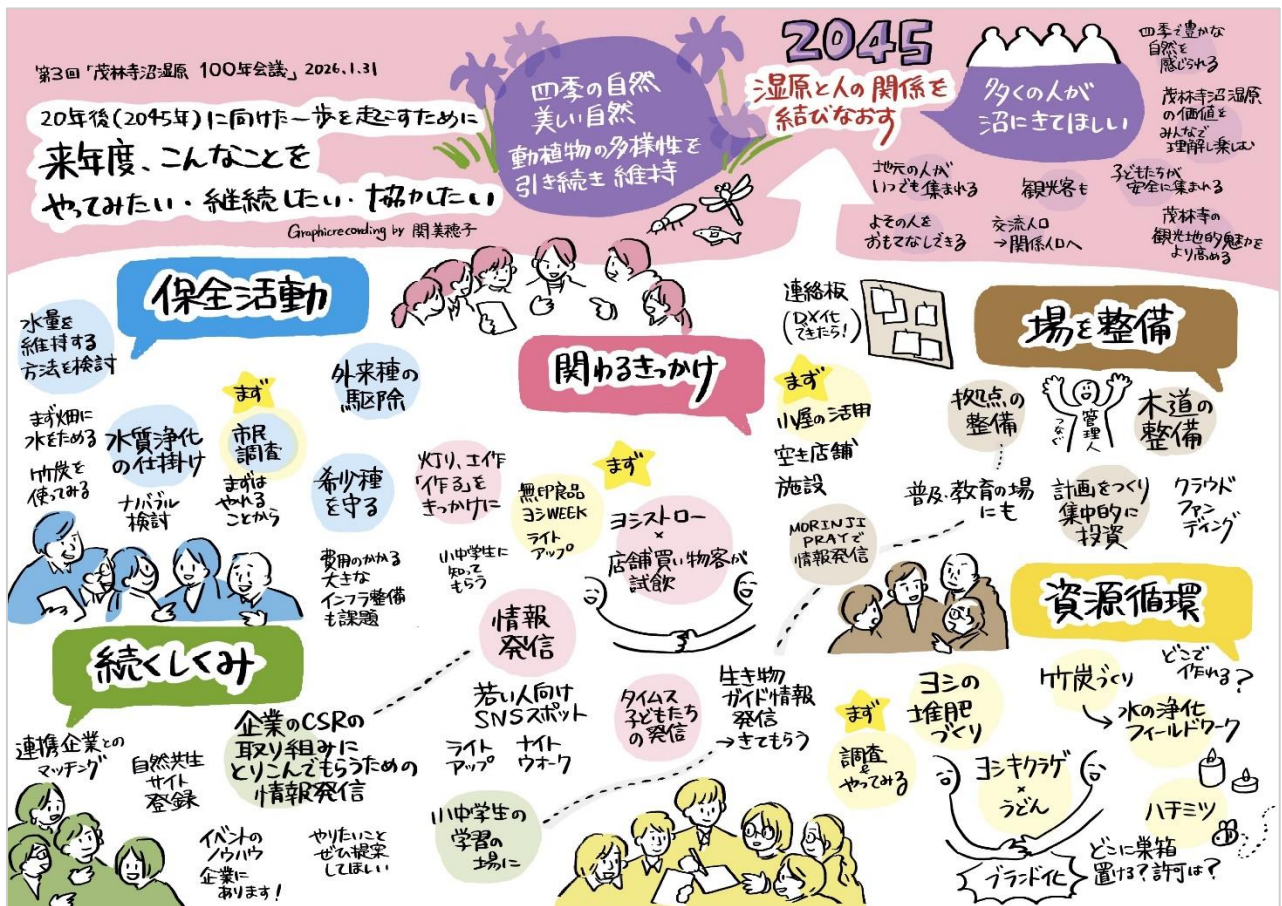 第3回「茂林寺沼湿原 100年会議」2026.1.31
20年後(2045年)に向けた一歩を起こすために
来年度、こんなことを
やってみたい・継続したい・協力したい
Graphicrecording by 関美穂子
四季の自然
美しい自然
動植物の多様性を
引き続き維持
2045
湿原と人の関係を
結びなおす
多くの人が
沼にきてほしい
四季で豊かな
自然を
感じられる
茂林寺沼湿原
の価値を
みんなで
理解し楽しむ
地元の人が
いつでも集まれる
観光客も
子どもたちが
安全に集まれる
よその人を
おもてなしできる
交流人口
→関係人口へ
茂林寺の
観光地的魅力を
より高める
保全活動
水量を
維持する
方法を検討
まず畑に
水をためる
竹炭を
使ってみる
水質浄化
の仕掛け
ナバブル
検討
まず
市民
調査
まずは
やれる
ことから
外来種の
駆除
希少種
を守る
費用のかかる
大きな
インフラ整備
も課題
関わるきっかけ
灯り、工作
「作る」を
きっかけに
小中学生に
知って
もらう
無印良品
ヨシWEEK
ライト
アップ
まず
ヨシストロー
×
店舗買い物客が
試飲
情報
発信
若い人向け
SNSスポット
ライト
アップ
ナイト
ウオーク
タイムス
子どもたち
の発信
生き物
ガイド情報
発信
→きてもらう
場を整備
連絡板
(DX化
できたら!)
まず
小屋の活用
空き店舗
施設
MORINJI
PRAYで
情報発信
拠点の
整備
普及・教育の場
にも
管理人
つなぐ
木道の
整備
計画をつくり
集中的に
投資
クラウド
ファン
ディング
続くしくみ
連携企業との
マッチング
自然共生
サイト
登録
企業のCSRの
取り組みに
とりこんでもらうための
情報発信
イベントの
ノウハウ
企業に
あります!
やりたいこと
ぜひ提案
してほしい
小中学生の
学習の
場に
資源循環
まず
調査を
やってみる
ヨシの
堆肥
づくり
竹炭づくり
どこで
作れる?
水の浄化
フィールドワーク
ヨシキクラゲ
×
うどん
ブランド化
ハチミツ
どこに巣箱
置ける?許可は?